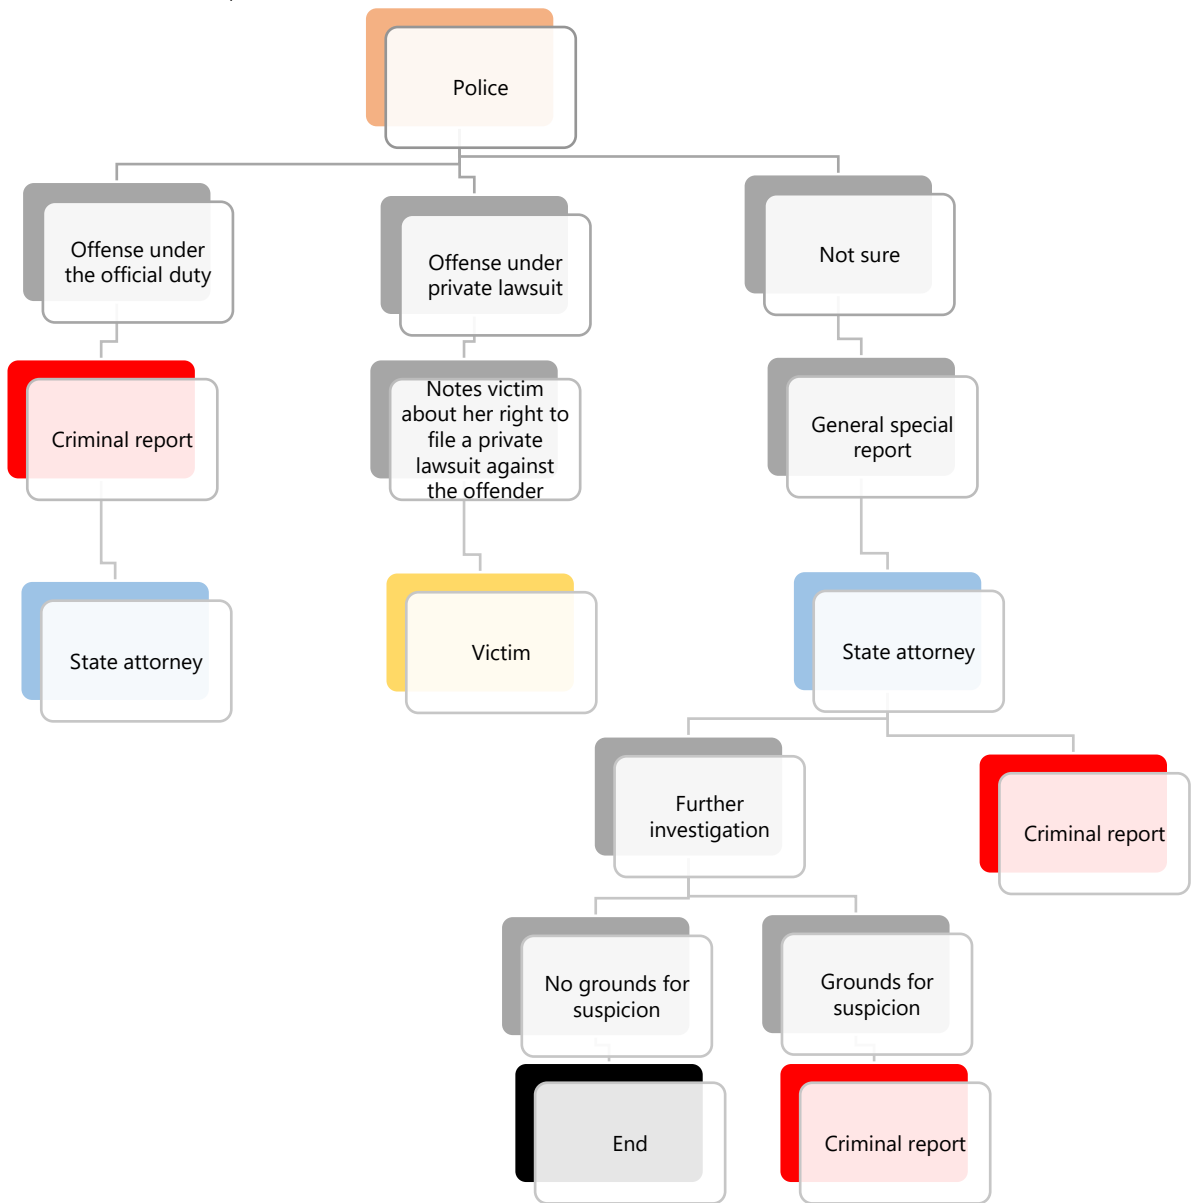 Police
Offense under
the official duty
Offense under
private lawsuit
Not sure
Criminal report
Notes victim
about her right to
file a private
lawsuit against
the offender
General special
report
State attorney
Victim
State attorney
Further
investigation
Criminal report
No grounds for
suspicion
Grounds for
suspicion
End
Criminal report